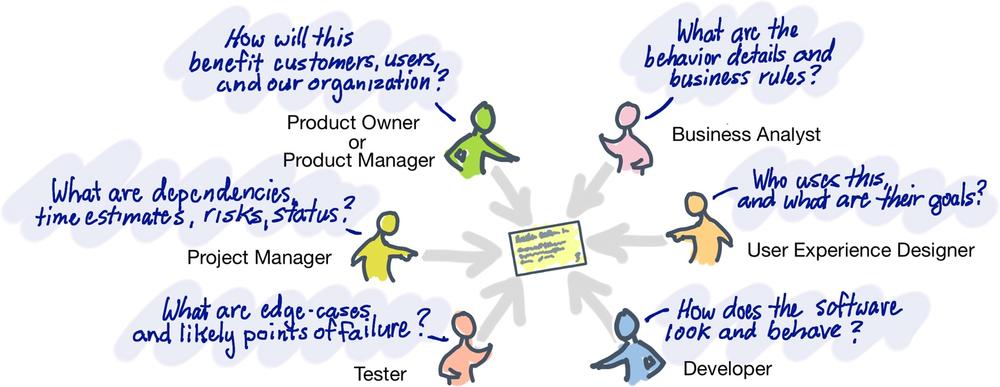 How will this
benefit customers, users,
and our organization?
Product Owner
or
Product Manager
What are the
behavior details and
business rules?
Business Analyst
What are dependencies,
time estimates, risks, status?
Project Manager
Who uses this,
and what are their goals?
User Experience Designer
What are edge-cases
and likely points of failure?
Tester
How does the software
look and behave?
Developer